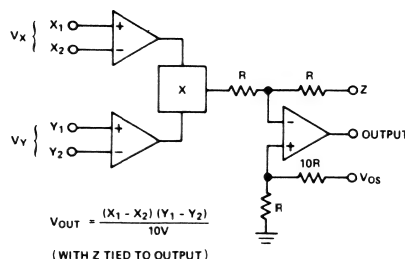 Vx { X1 +
X2 −
X
Vy { Y1 +
Y2 −
R
R
Z
−
+
OUTPUT
10R
VOS
R
VOUT = (X1 - X2) (Y1 - Y2) / 10V
(WITH Z TIED TO OUTPUT)